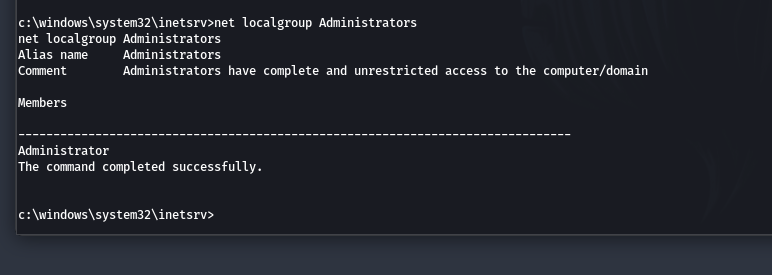 c:\windows\system32\inetsrv>net localgroup Administrators
net localgroup Administrators
Alias name     Administrators
Comment        Administrators have complete and unrestricted access to the computer/domain

Members

-------------------------------------------------------------------------------
Administrator
The command completed successfully.


c:\windows\system32\inetsrv>